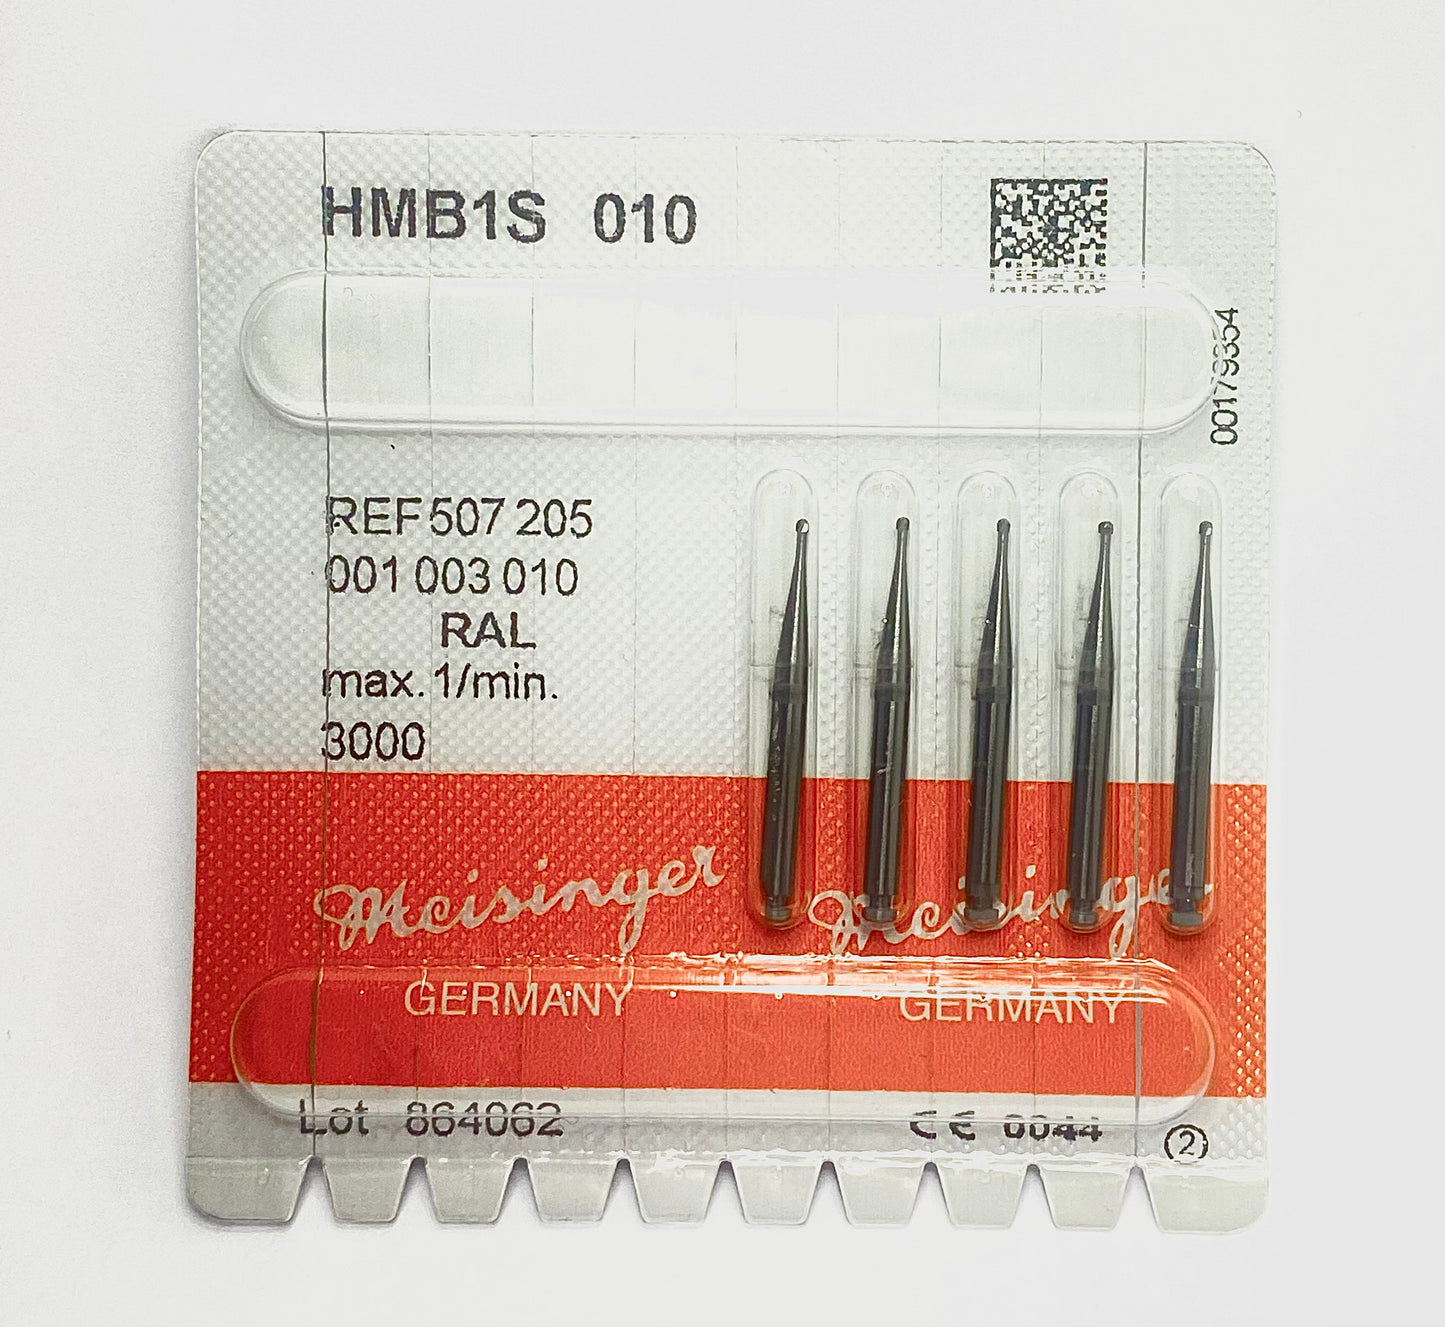 HMB1S 010
00179354
REF 507 205
001 003 010
RAL
max. 1/min.
3000
Meisinger Meisinger
GERMANY GERMANY
Lot 864062 CE 0044
2